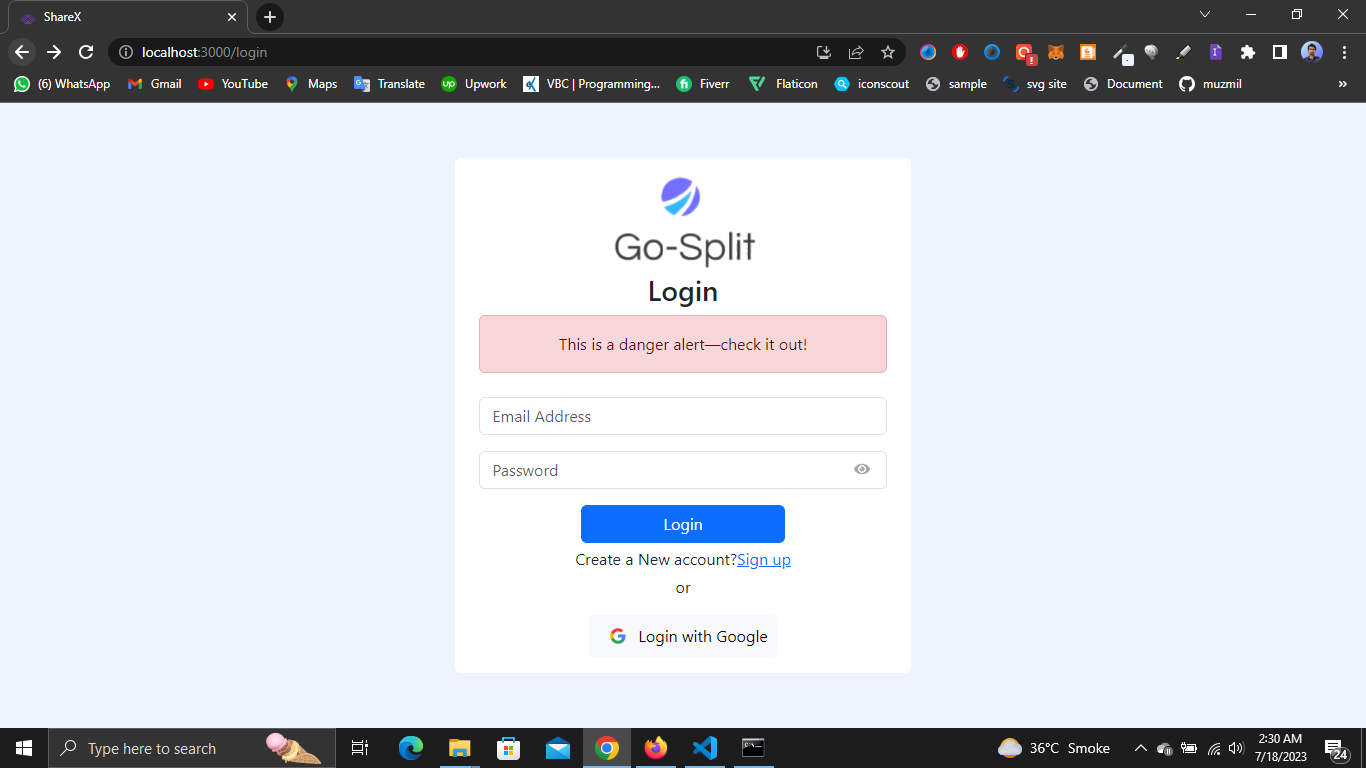 ShareX
localhost:3000/login
(6) WhatsApp Gmail YouTube Maps Translate Upwork VBC | Programming... Fiverr Flaticon iconscout sample svg site Document muzmil »
Go-Split
Login
This is a danger alert—check it out!
Email Address
Password
Login
Create a New account?Sign up
or
Login with Google
Type here to search
36°C Smoke
2:30 AM
7/18/2023
24